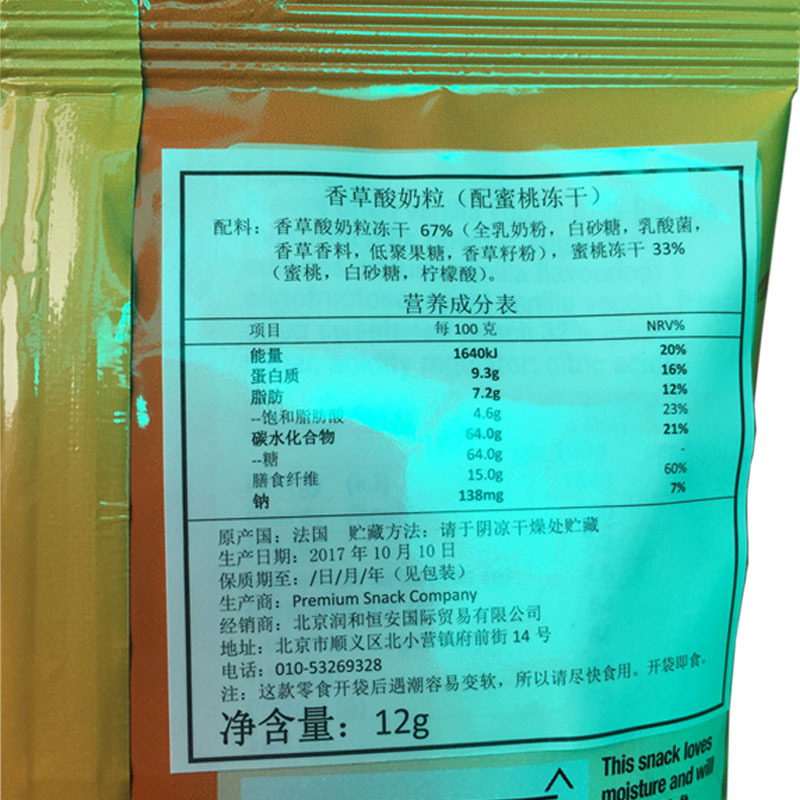 香草酸奶粒（配蜜桃冻干）
配料：香草酸奶粒冻干 67%（全乳奶粉，白砂糖，乳酸菌，
香草香料，低聚果糖，香草籽粉），蜜桃冻干 33%
（蜜桃，白砂糖，柠檬酸）。
营养成分表
项目 每 100 克 NRV%
能量 1640kJ 20%
蛋白质 9.3g 16%
脂肪 7.2g 12%
--饱和脂肪酸 4.6g 23%
碳水化合物 64.0g 21%
--糖 64.0g -
膳食纤维 15.0g 60%
钠 138mg 7%
原产国：法国 贮藏方法：请于阴凉干燥处贮藏
生产日期：2017 年 10 月 10 日
保质期至：/日/月/年（见包装）
生产商：Premium Snack Company
经销商：北京润和恒安国际贸易有限公司
地址：北京市顺义区北小营镇府前街 14 号
电话：010-53269328
注：这款零食开袋后遇潮容易变软，所以请尽快食用。开袋即食。
净含量：12g
This snack loves
moisture and will